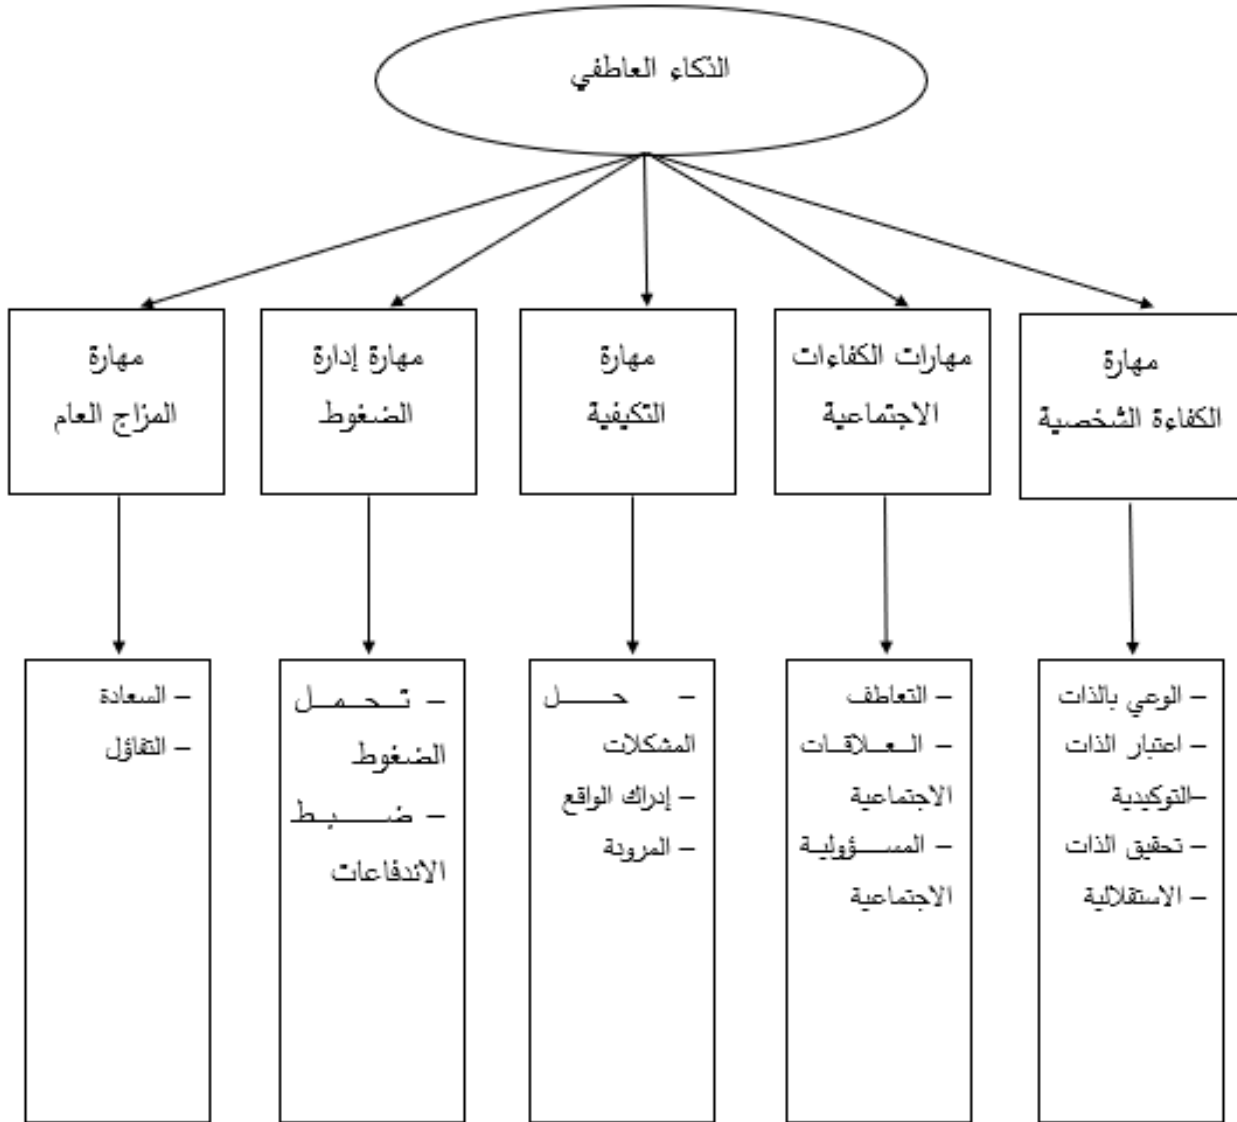 الذكاء العاطفي
مهارة
الكفاءة الشخصية
مهارات الكفاءات
الاجتماعية
مهارة
التكيفية
مهارة إدارة
الضغوط
مهارة
المزاج العام
– الوعي بالذات
– اعتبار الذات
–التوكيدية
– تحقيق الذات
– الاستقلالية
– التعاطف
– العلاقات
الاجتماعية
– المسؤولية
الاجتماعية
– حل
المشكلات
– إدراك الواقع
– المرونة
– تحمل
الضغوط
– ضبط
الاندفاعات
– السعادة
– التفاؤل